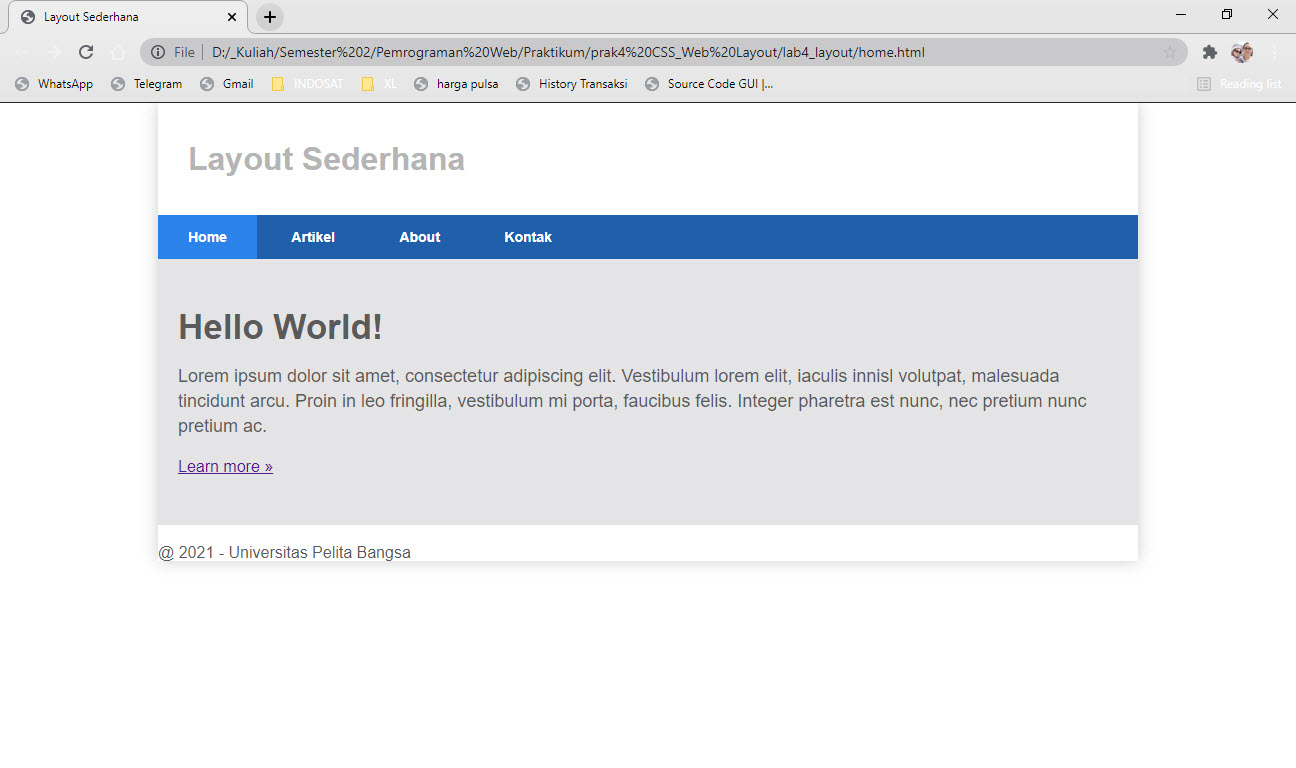 Layout Sederhana
File | D:/_Kuliah/Semester%202/Pemrograman%20Web/Praktikum/prak4%20CSS_Web%20Layout/lab4_layout/home.html
WhatsApp Telegram Gmail INDOSAT XL harga pulsa History Transaksi Source Code GUI |... Reading list
Layout Sederhana
Home Artikel About Kontak
Hello World!
Lorem ipsum dolor sit amet, consectetur adipiscing elit. Vestibulum lorem elit, iaculis innisl volutpat, malesuada
tincidunt arcu. Proin in leo fringilla, vestibulum mi porta, faucibus felis. Integer pharetra est nunc, nec pretium nunc
pretium ac.
Learn more »
@ 2021 - Universitas Pelita Bangsa